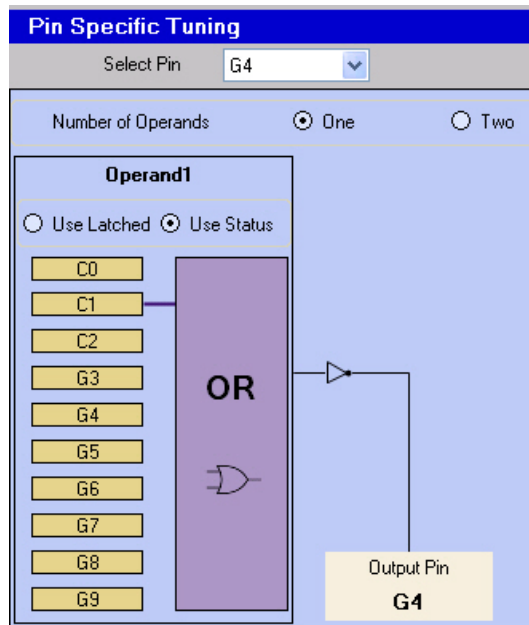 Pin Specific Tuning
Select Pin G4
Number of Operands One Two
Operand1
Use Latched Use Status
C0
C1
C2
G3
G4
G5
G6
G7
G8
G9
OR
Output Pin
G4